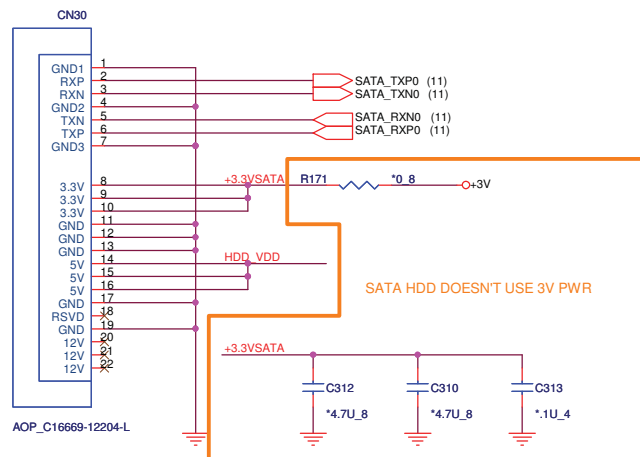 CN30
GND1 1
RXP 2 SATA_TXP0 (11)
RXN 3 SATA_TXN0 (11)
GND2 4
TXN 5 SATA_RXN0 (11)
TXP 6 SATA_RXP0 (11)
GND3 7
3.3V 8 +3.3VSATA R171 *0_8 +3V
3.3V 9
3.3V 10
GND 11
GND 12
GND 13
5V 14 HDD_VDD
5V 15
5V 16
GND 17
RSVD 18
GND 19
12V 20
12V 21
12V 22
SATA HDD DOESN'T USE 3V PWR
+3.3VSATA
C312 C310 C313
*4.7U_8 *4.7U_8 *.1U_4
AOP_C16669-12204-L